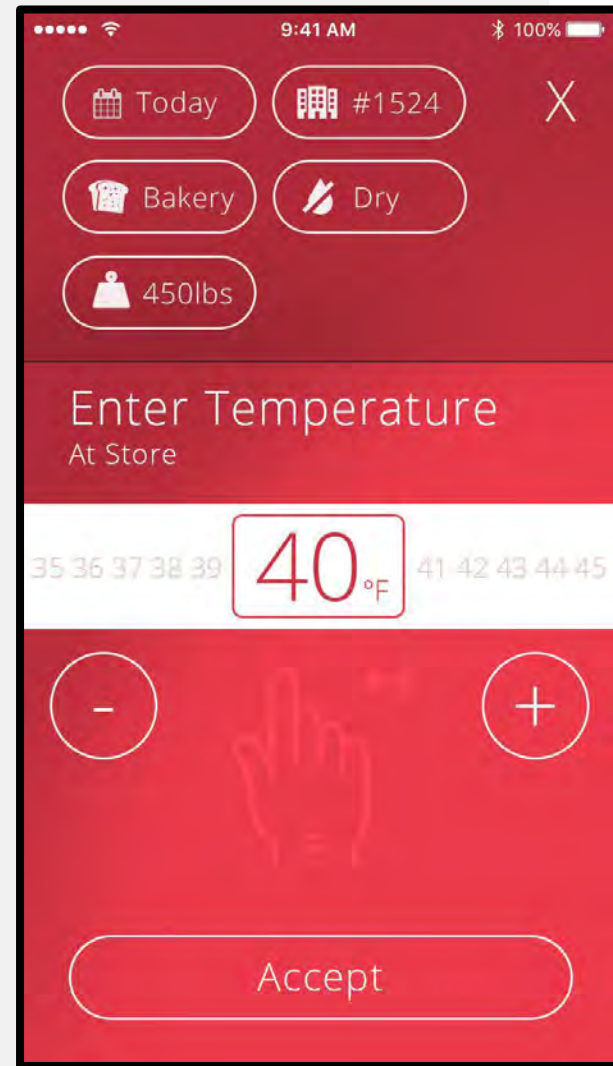 9:41 AM 100%
Today #1524 X
Bakery Dry
450lbs
Enter Temperature
At Store
35 36 37 38 39 40°F 41 42 43 44 45
- +
Accept